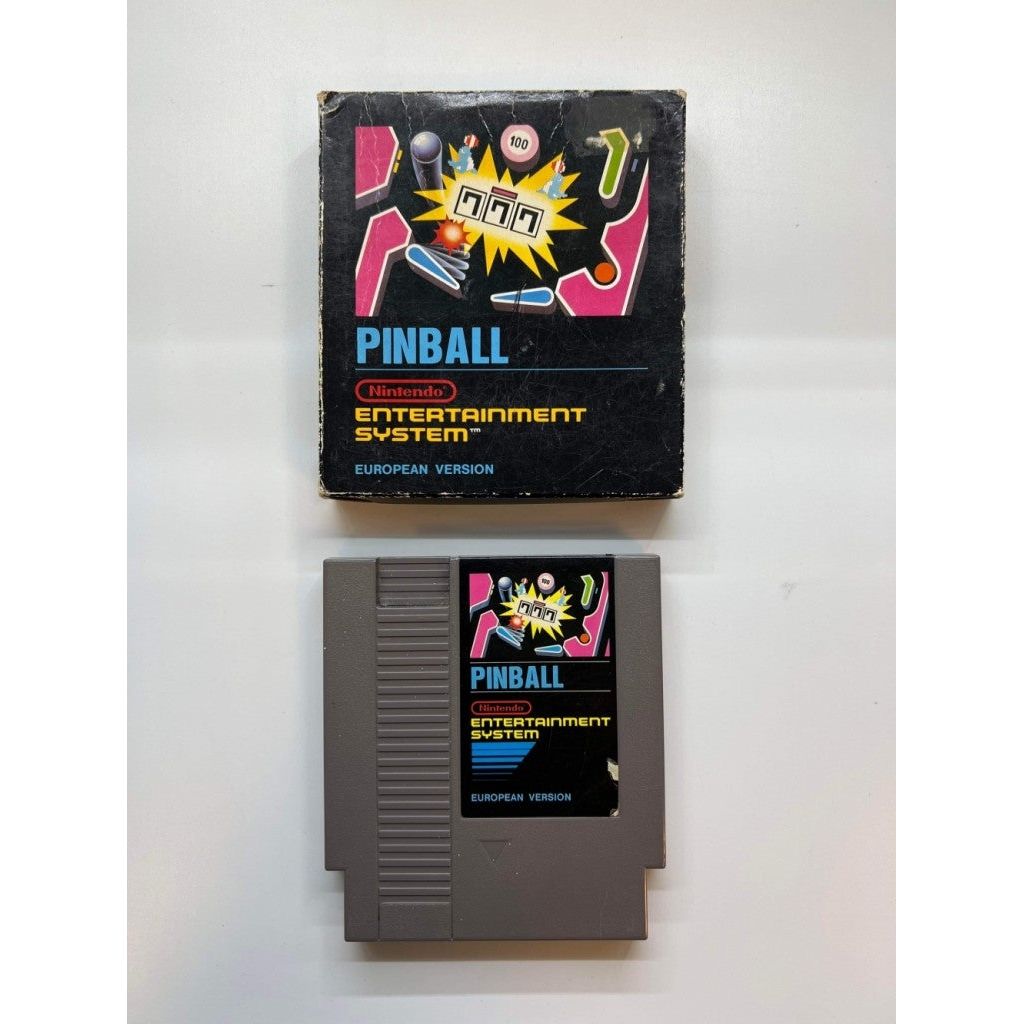 100
777
PINBALL
Nintendo®
ENTERTAINMENT
SYSTEM™
EUROPEAN VERSION
100
777
PINBALL
Nintendo
ENTERTAINMENT
SYSTEM
EUROPEAN VERSION